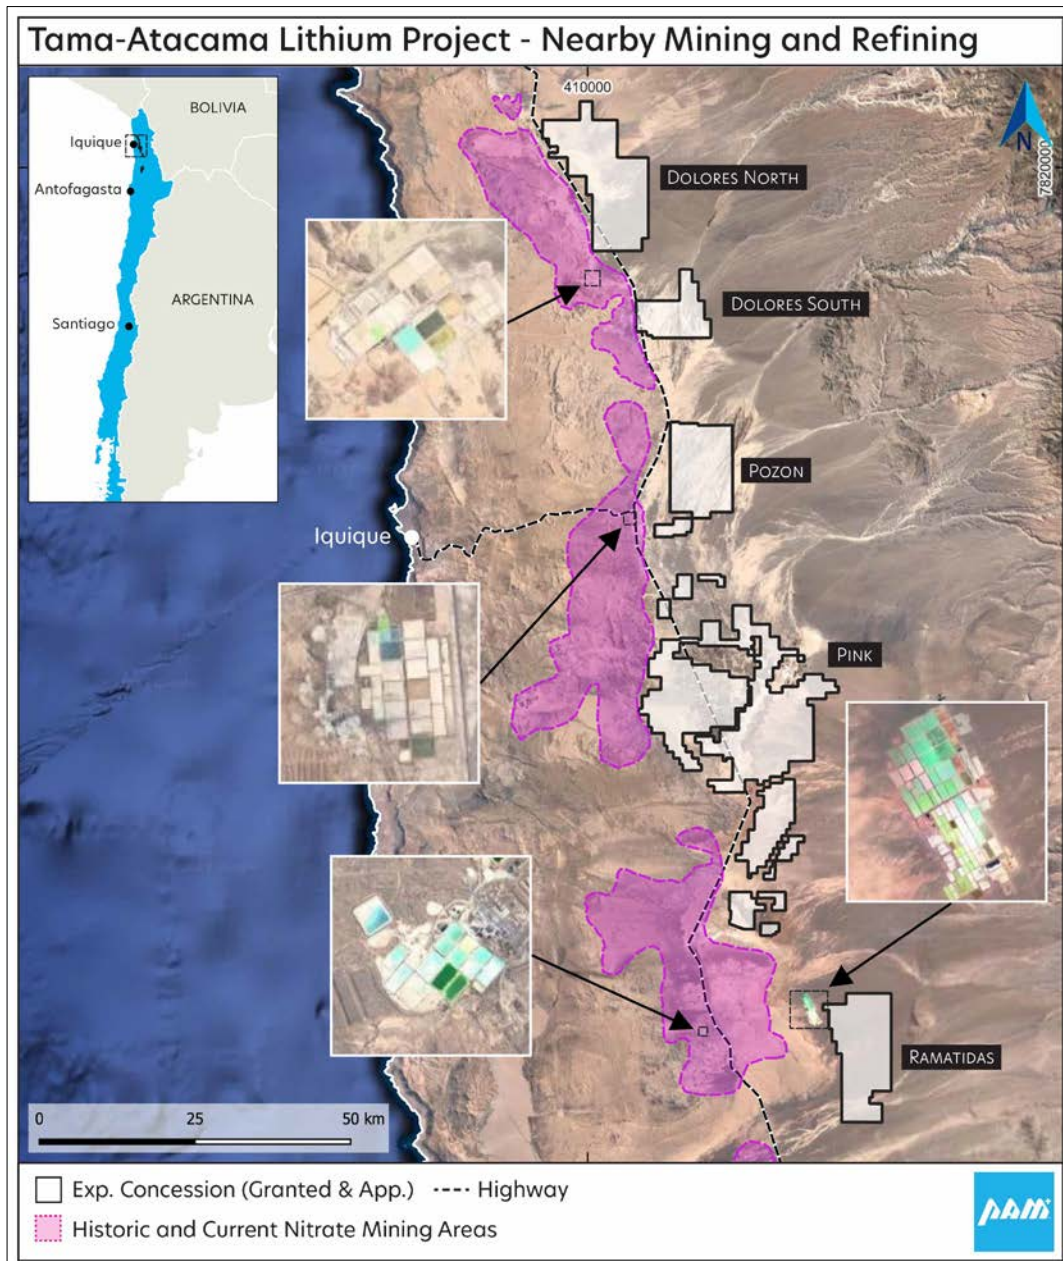 Tama-Atacama Lithium Project - Nearby Mining and Refining
410000
7820000
N
BOLIVIA
Iquique
Antofagasta
ARGENTINA
Santiago
DOLORES NORTH
DOLORES SOUTH
POZON
Iquique
PINK
RAMATIDAS
0 25 50 km
Exp. Concession (Granted & App.) Highway
Historic and Current Nitrate Mining Areas
PAM